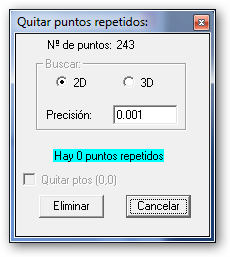 Quitar puntos repetidos:
Nº de puntos: 243
Buscar:
2D 3D
Precisión: 0.001
Hay 0 puntos repetidos
Quitar ptos (0,0)
Eliminar Cancelar